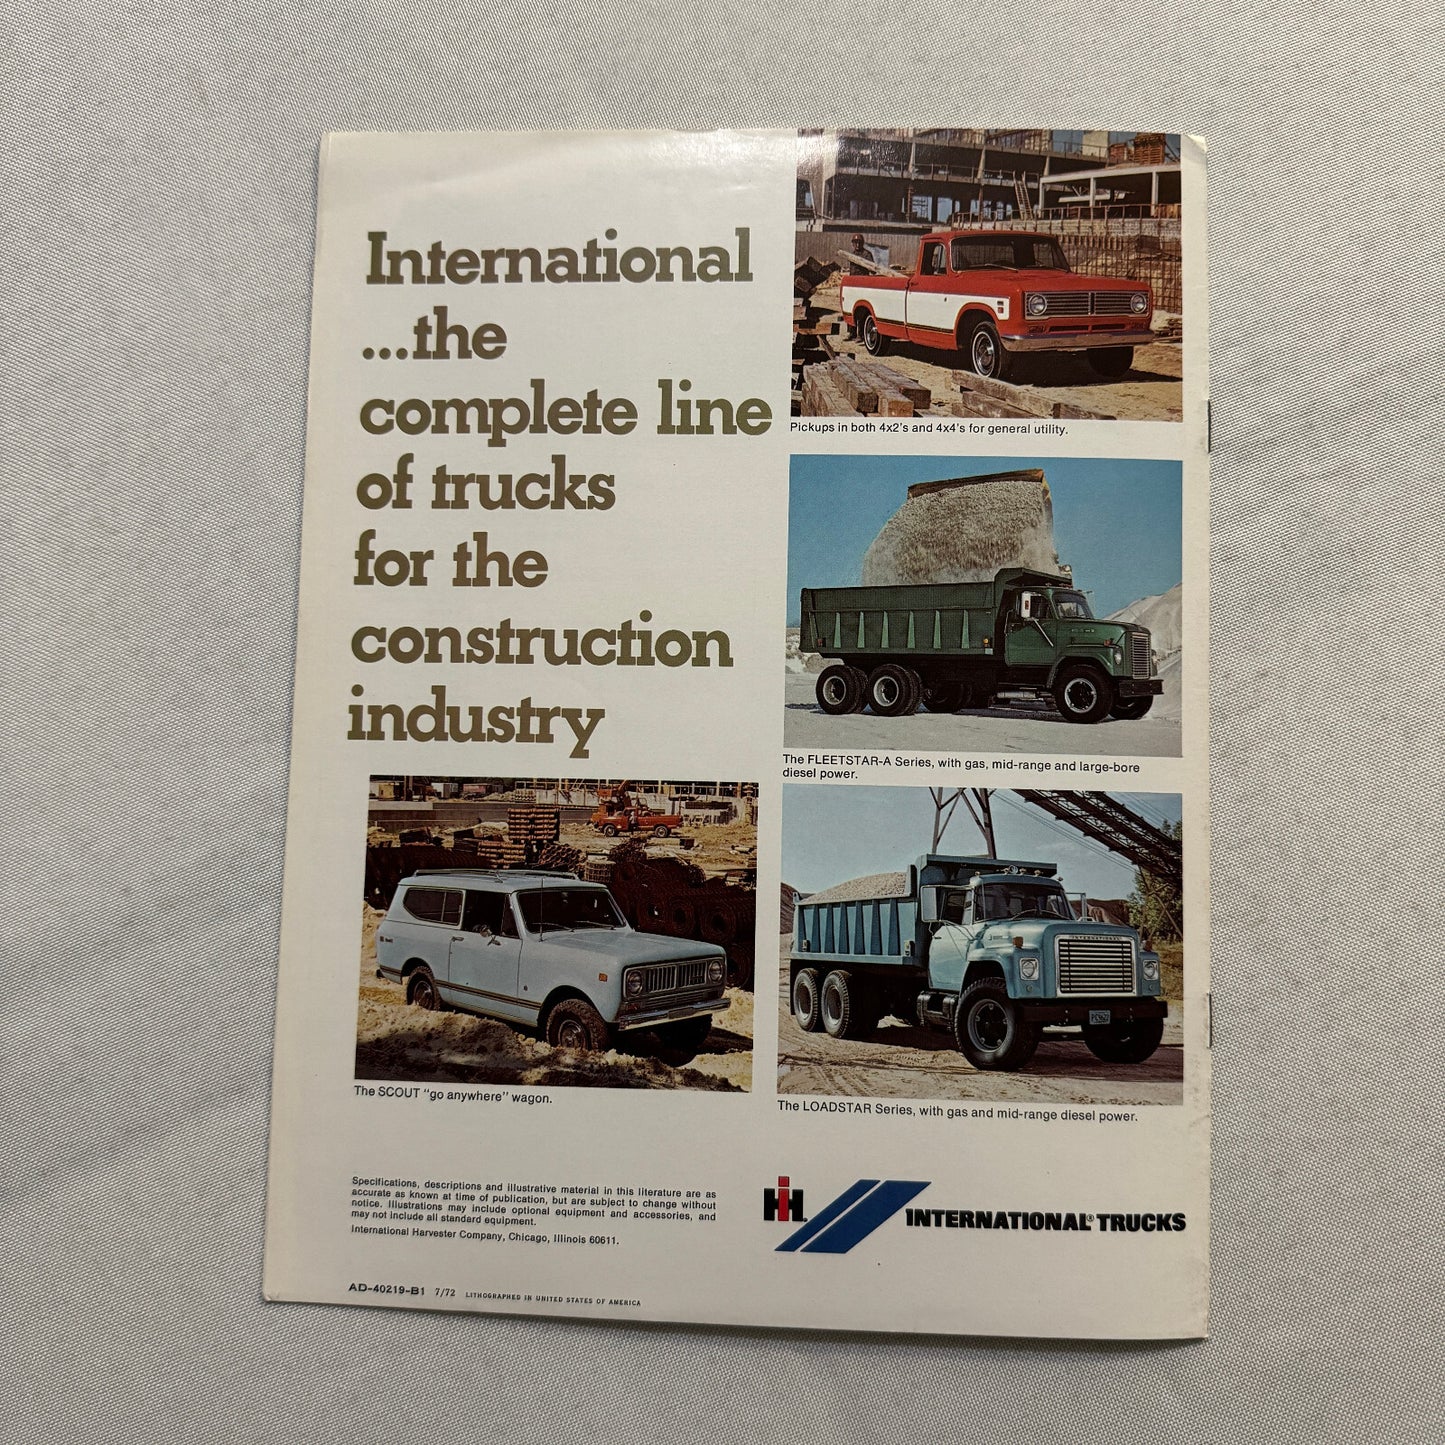 International
...the
complete line
of trucks
for the
construction
industry
Pickups in both 4x2's and 4x4's for general utility.
The FLEETSTAR-A Series, with gas, mid-range and large-bore
diesel power.
The SCOUT "go anywhere" wagon.
INTERNATIONAL
The LOADSTAR Series, with gas and mid-range diesel power.
Specifications, descriptions and illustrative material in this literature are as
accurate as known at time of publication, but are subject to change without
notice. Illustrations may include optional equipment and accessories, and
may not include all standard equipment.
International Harvester Company, Chicago, Illinois 60611.
IH® INTERNATIONAL® TRUCKS
AD-40219-B1 7/72 LITHOGRAPHED IN UNITED STATES OF AMERICA